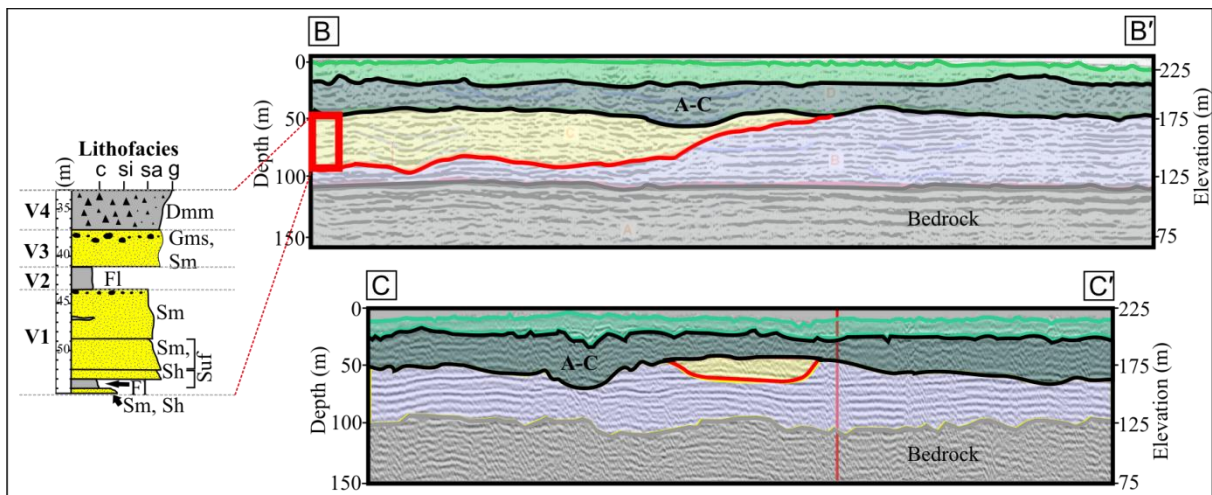 B B′
0
50
100
150
Depth (m)
A-C
D
C
B
A
Bedrock
225
175
125
75
Elevation (m)
Lithofacies
(m) c si sa g
V4 35 Dmm
V3 40 Gms,
Sm
V2 Fl
V1 45 Sm
50 Sm,
Sh
Suf
Fl
Sm, Sh
C C′
0
50
100
150
Depth (m)
A-C
Bedrock
225
175
125
75
Elevation (m)